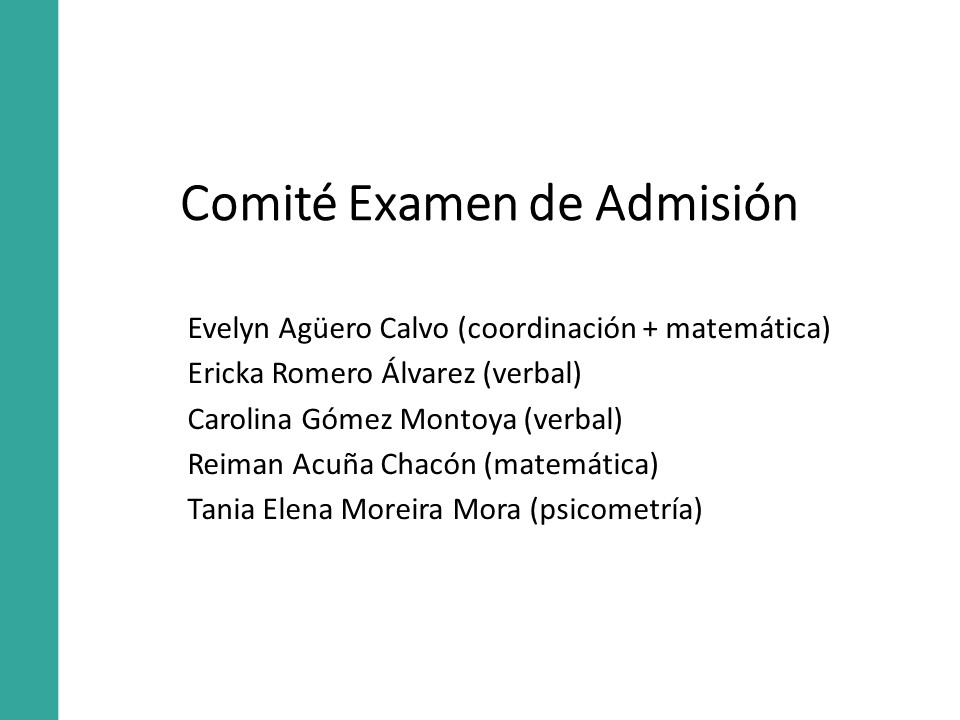 Comité Examen de Admisión
Evelyn Agüero Calvo (coordinación + matemática)
Ericka Romero Álvarez (verbal)
Carolina Gómez Montoya (verbal)
Reiman Acuña Chacón (matemática)
Tania Elena Moreira Mora (psicometría)